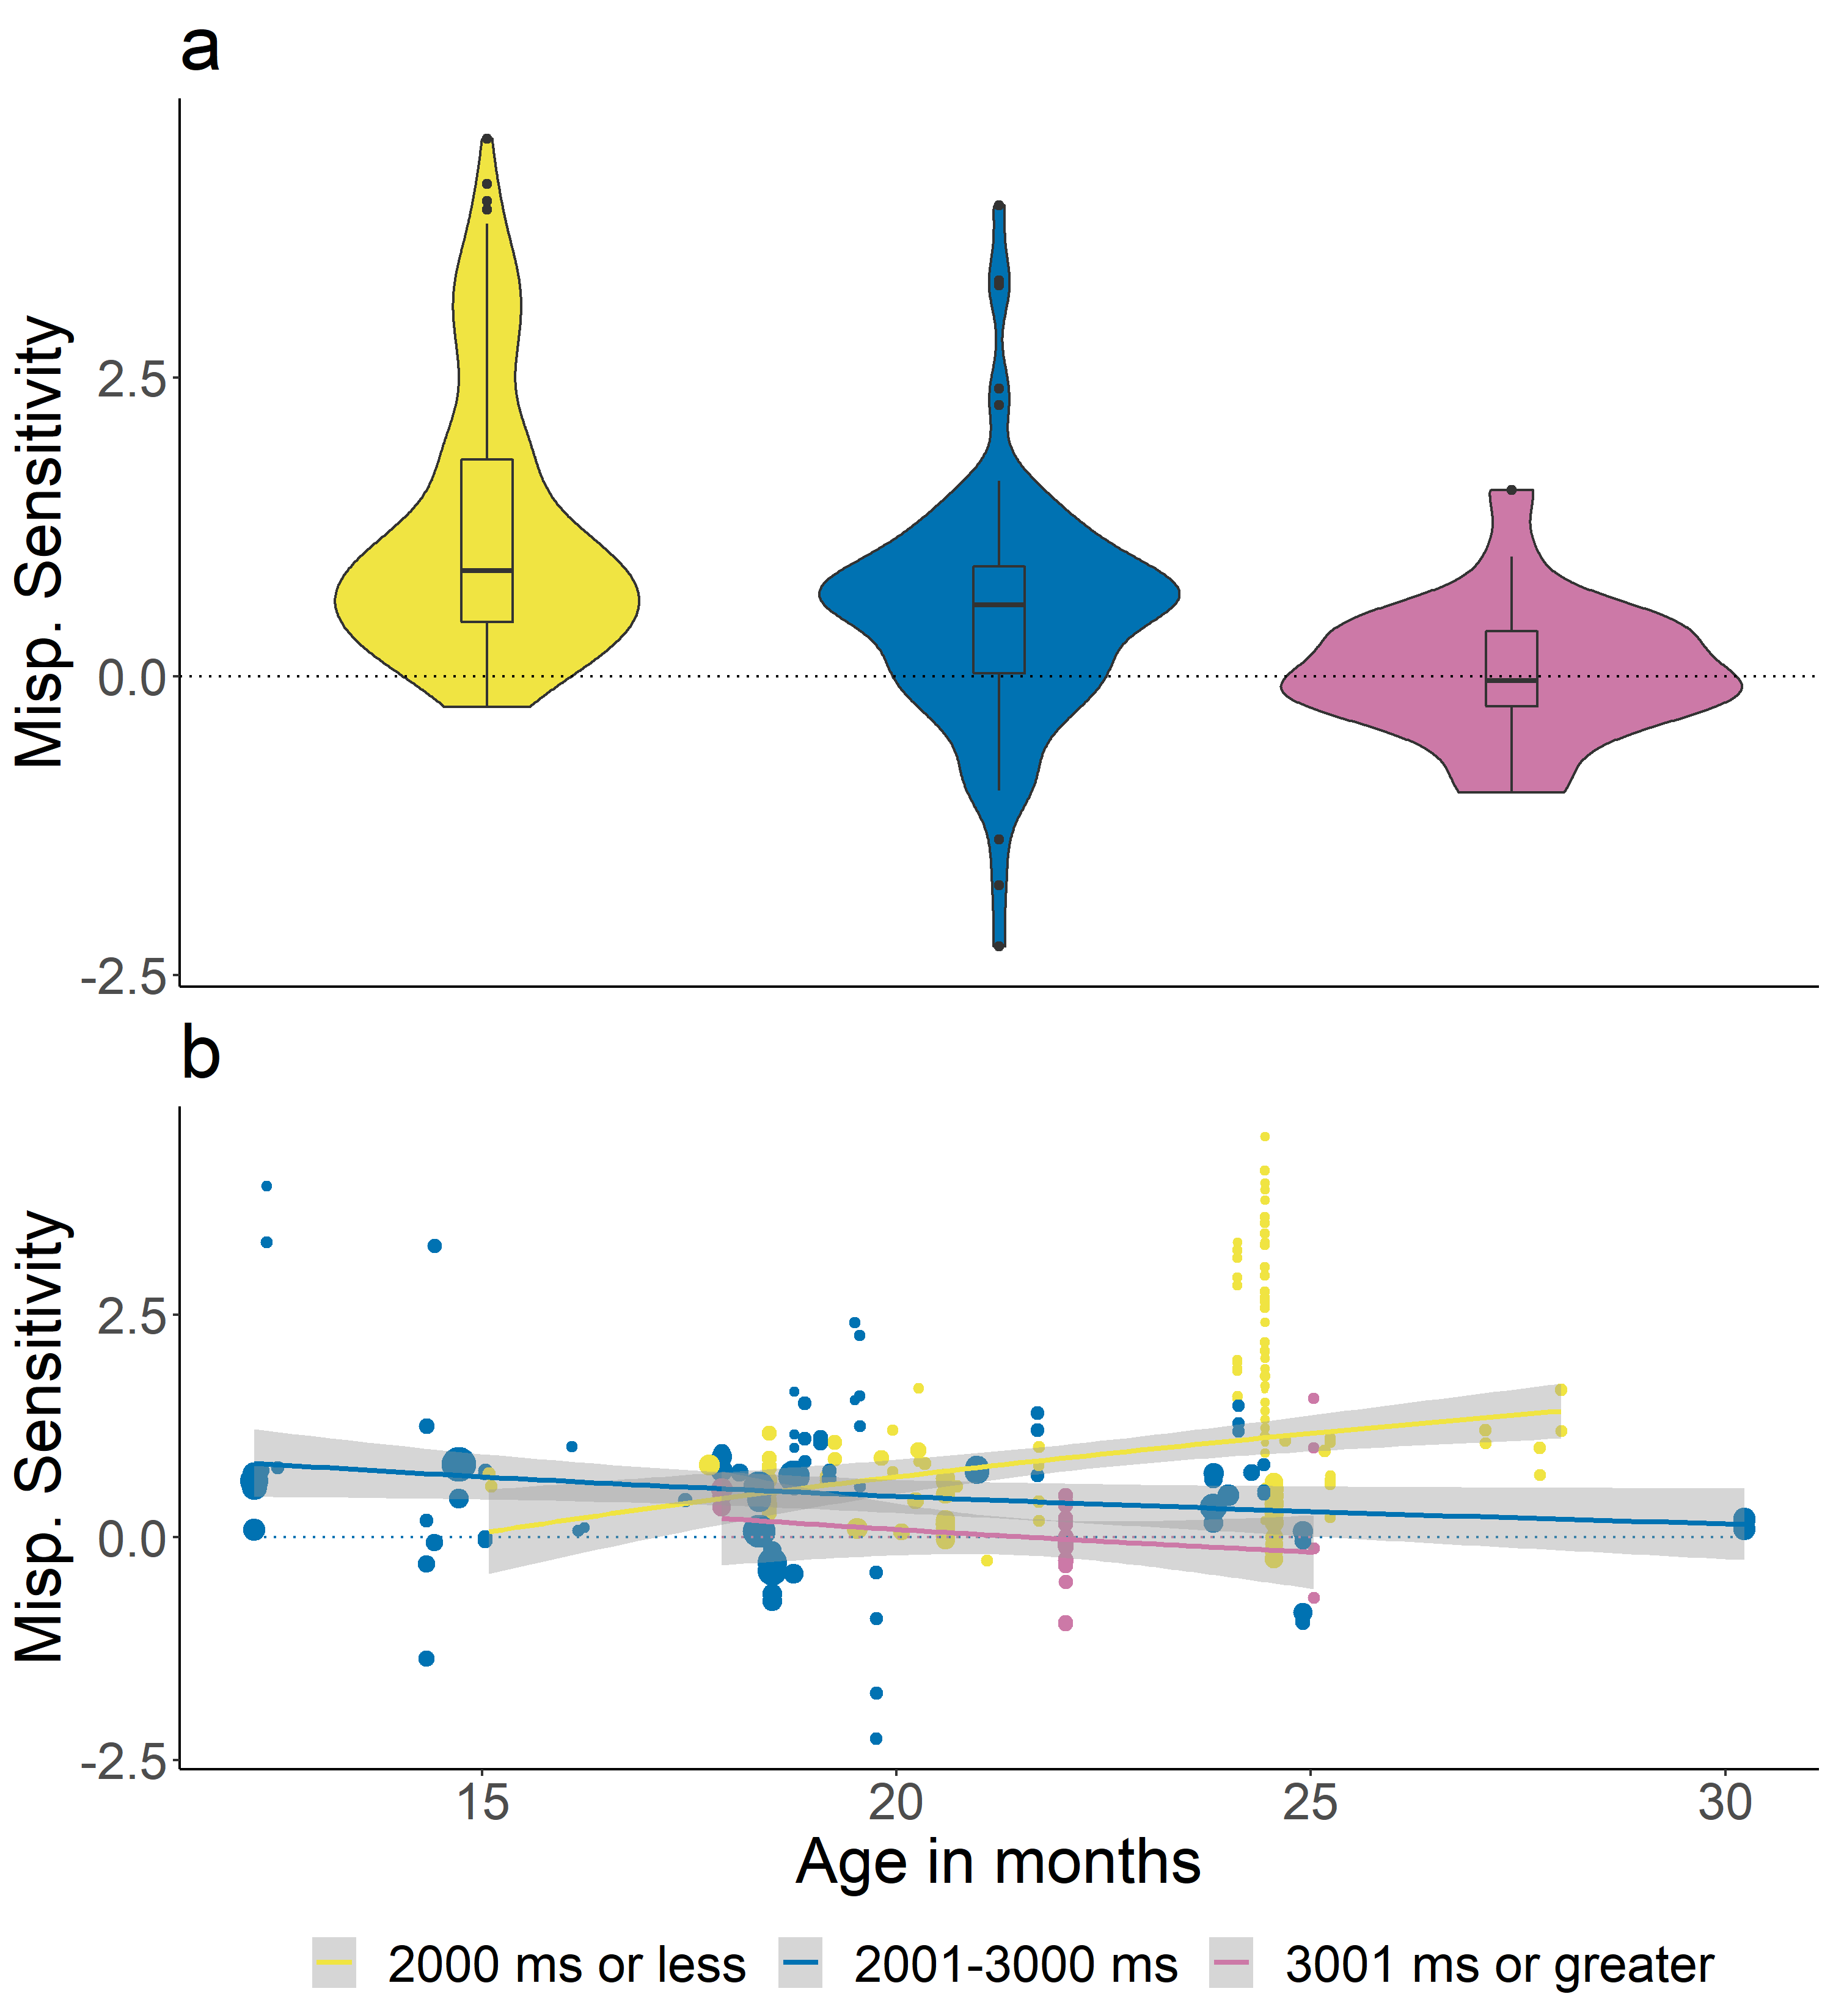 a
Misp. Sensitivity
2.5
0.0
-2.5
b
Misp. Sensitivity
2.5
0.0
-2.5
15 20 25 30
Age in months
2000 ms or less 2001-3000 ms 3001 ms or greater